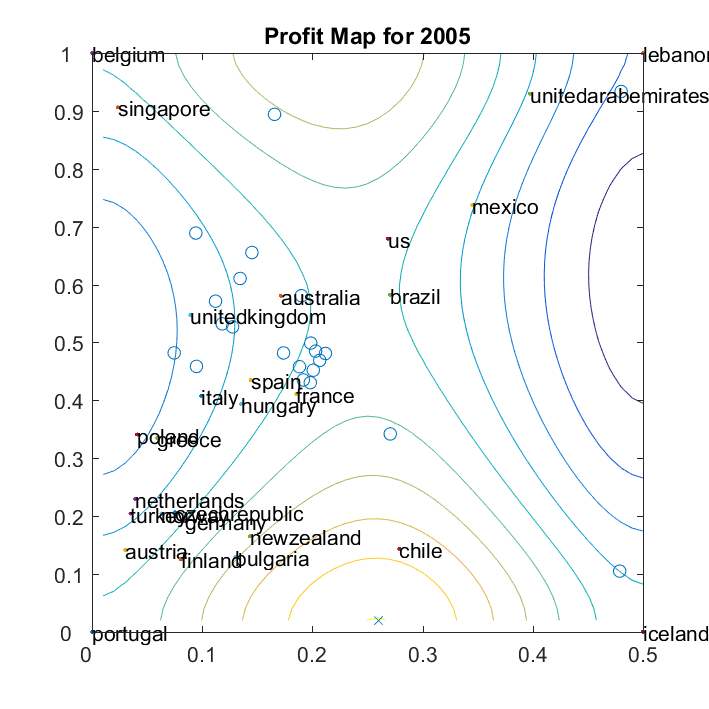 Profit Map for 2005
1
belgium
lebanon
unitedarabemirates
0.9
singapore
0.8
mexico
0.7
us
0.6
australia
brazil
unitedkingdom
0.5
spain
france
0.4
italy
hungary
poland
greece
0.3
netherlands
0.2
turkey
norway
czechrepublic
germany
newzealand
austria
chile
0.1
finland
bulgaria
0
portugal
iceland
0
0.1
0.2
0.3
0.4
0.5